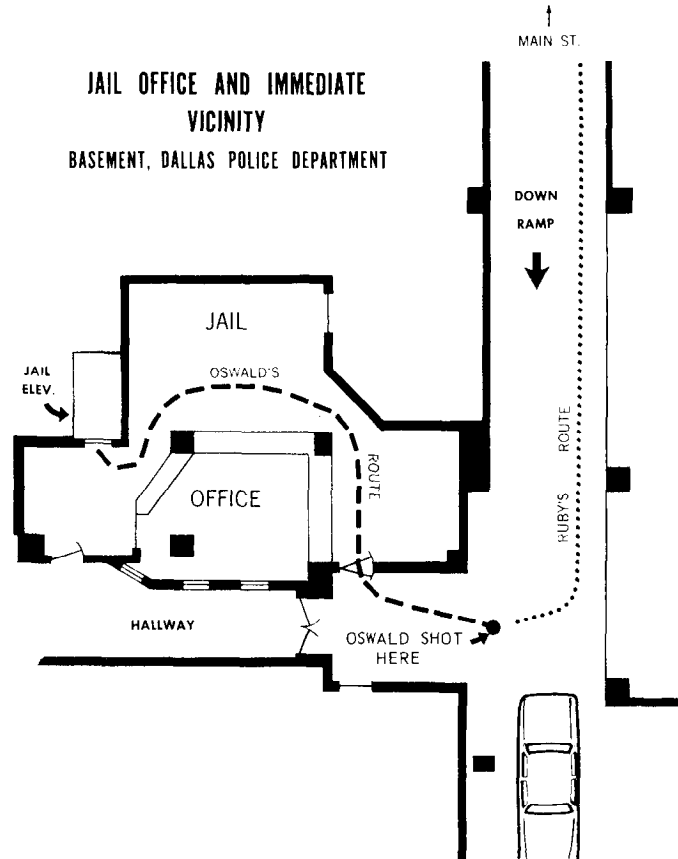 MAIN ST.
JAIL OFFICE AND IMMEDIATE
VICINITY
BASEMENT, DALLAS POLICE DEPARTMENT
DOWN
RAMP
JAIL
JAIL
ELEV.
OSWALD'S
ROUTE
OFFICE
RUBY'S ROUTE
HALLWAY
OSWALD SHOT
HERE